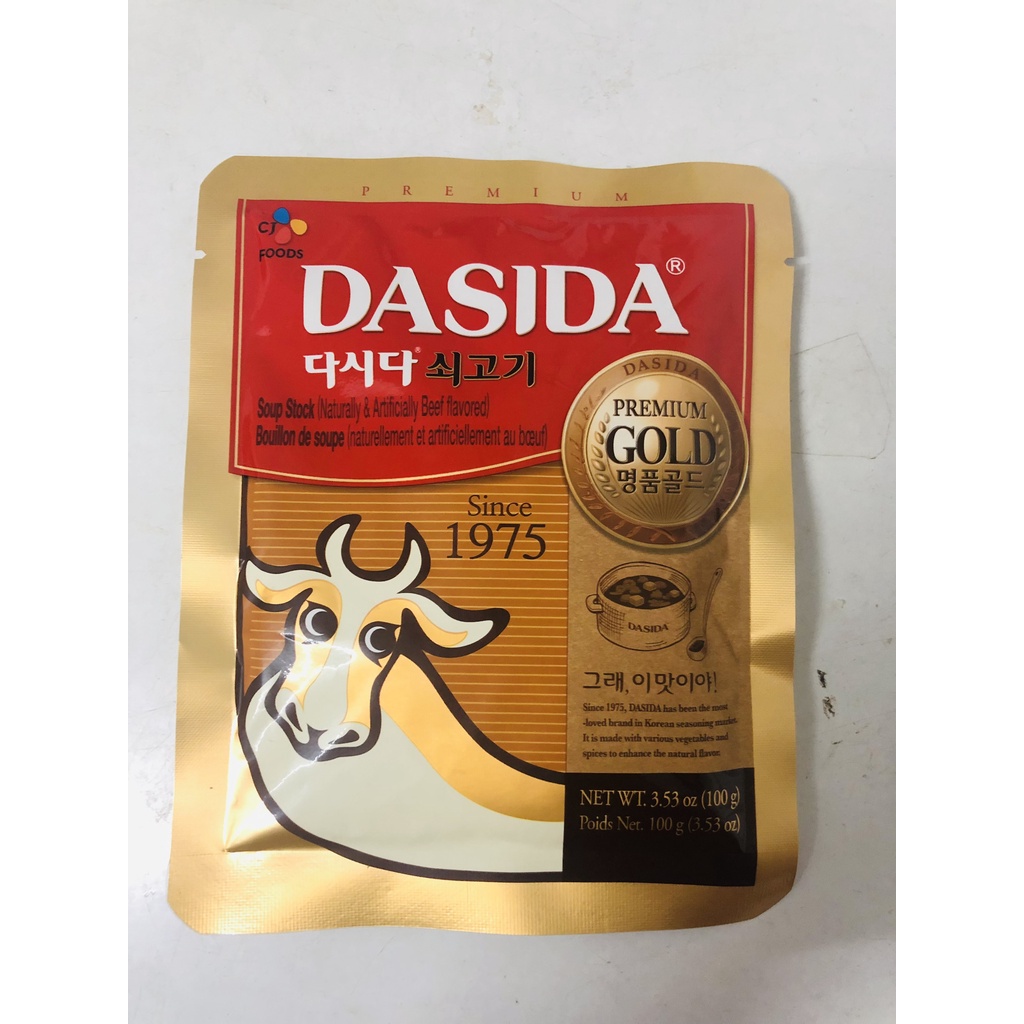 PREMIUM
CJ
FOODS
DASIDA®
다시다® 쇠고기
Soup Stock (Naturally & Artificially Beef flavored)
Bouillon de soupe (naturellement et artificiellement au bœuf)
DASIDA
PREMIUM
GOLD
명품골드
Since
1975
DASIDA
그래, 이맛이야!
Since 1975, DASIDA has been the most
-loved brand in Korean seasoning market.
It is made with various vegetables and
spices to enhance the natural flavor.
NET WT. 3.53 oz (100 g)
Poids Net. 100 g (3.53 oz)